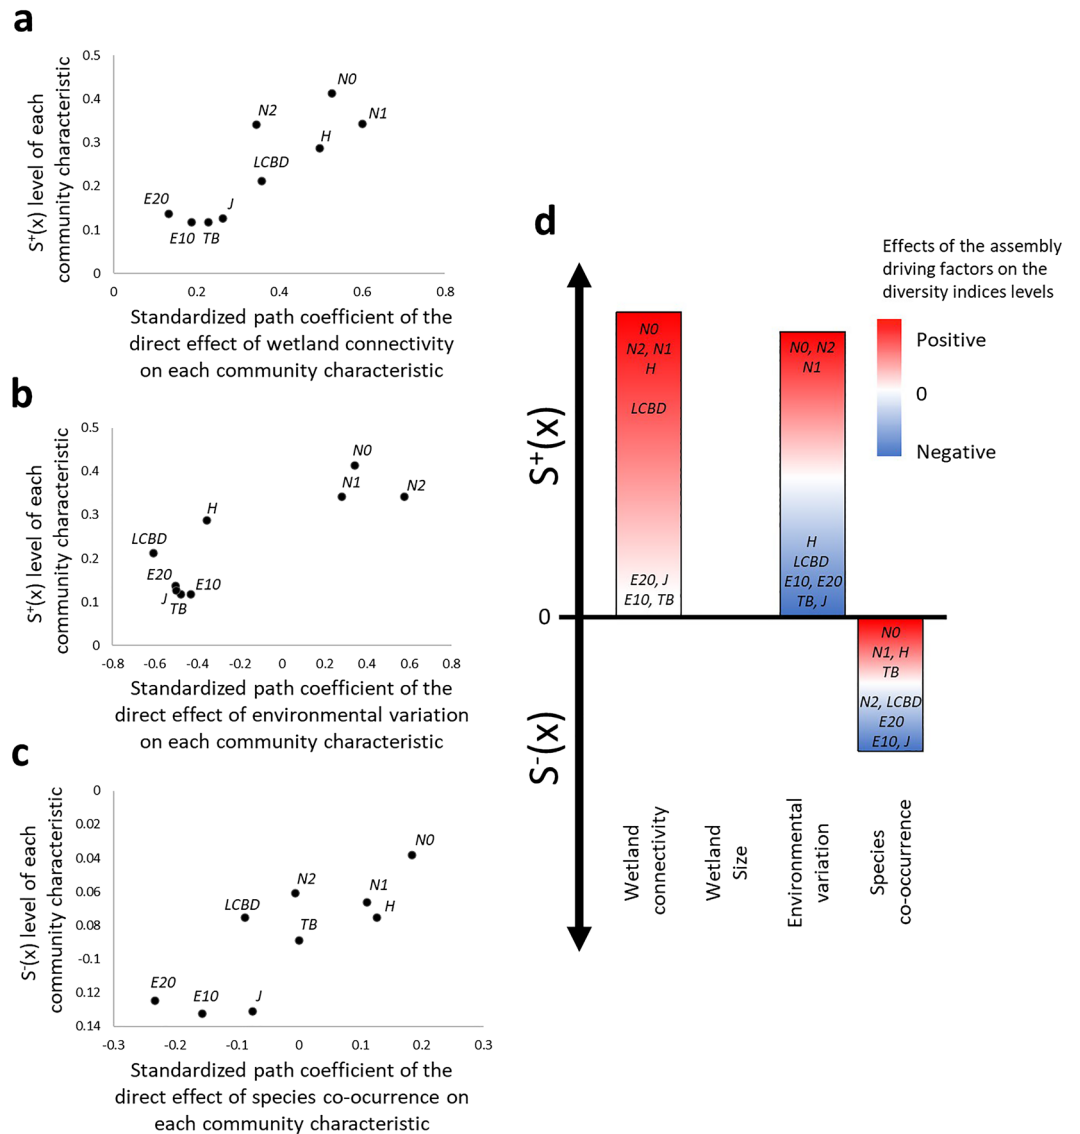 a
S⁺(x) level of each
community characteristic
0.5
0.4
0.3
0.2
0.1
0
N0
N1
N2
H
LCBD
E20
J
E10
TB
0
0.2
0.4
0.6
0.8
Standardized path coefficient of the
direct effect of wetland connectivity
on each community characteristic
b
S⁺(x) level of each
community characteristic
0.5
0.4
0.3
0.2
0.1
0
N0
N1
N2
H
LCBD
E20
E10
J
TB
-0.8
-0.6
-0.4
-0.2
0
0.2
0.4
0.6
0.8
Standardized path coefficient of the
direct effect of environmental variation
on each community characteristic
c
S⁻(x) level of each
community characteristic
0
0.02
0.04
0.06
0.08
-0.1
0.12
0.14
N0
N2
N1
LCBD
H
TB
E20
E10
J
-0.3
-0.2
-0.1
0
0.1
0.2
0.3
Standardized path coefficient of the
direct effect of species co-ocurrence on
each community characteristic
d
S⁺(x)
0
S⁻(x)
N0
N2, N1
H
LCBD
E20, J
E10, TB
N0, N2
N1
H
LCBD
E10, E20
TB, J
N0
N1, H
TB
N2, LCBD
E20
E10, J
Wetland
connectivity
Wetland
Size
Environmental
variation
Species
co-occurrence
Effects of the assembly
driving factors on the
diversity indices levels
Positive
0
Negative